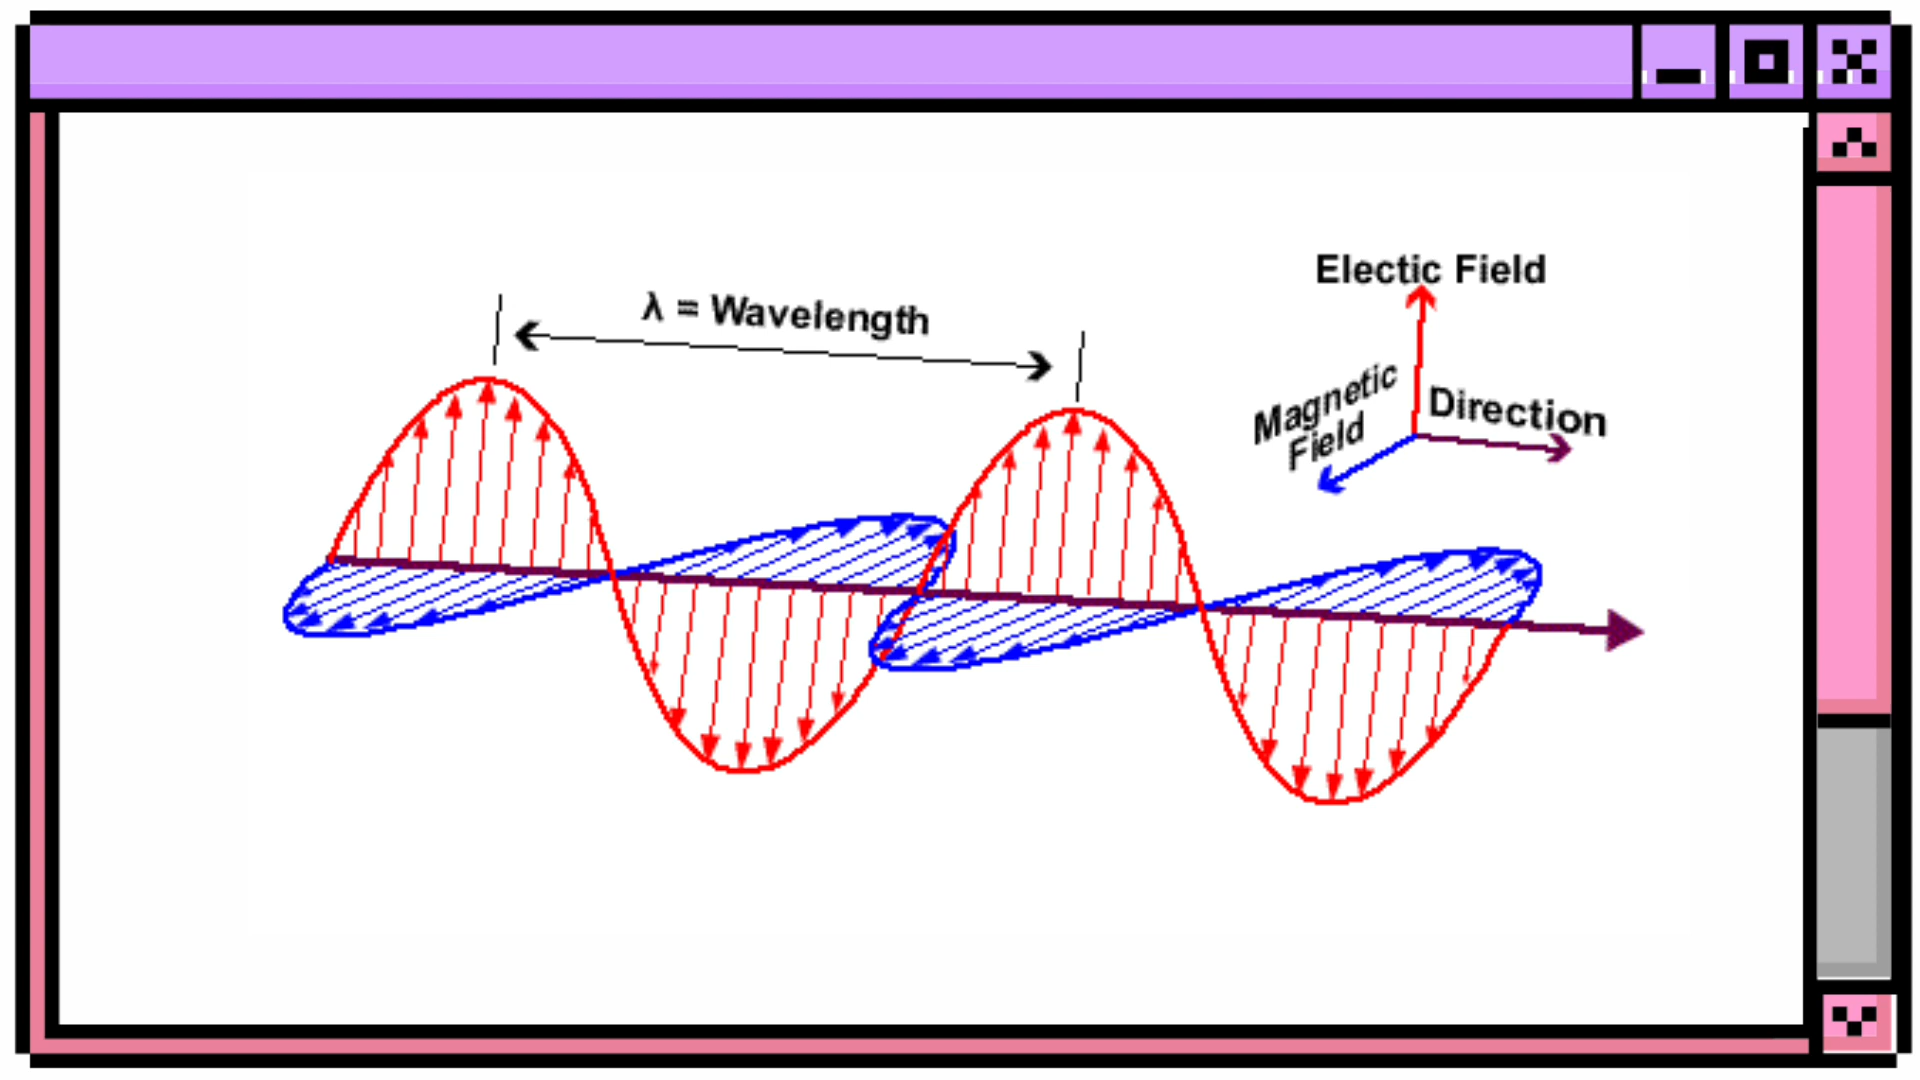 Electic Field
λ = Wavelength
Magnetic
Field
Direction